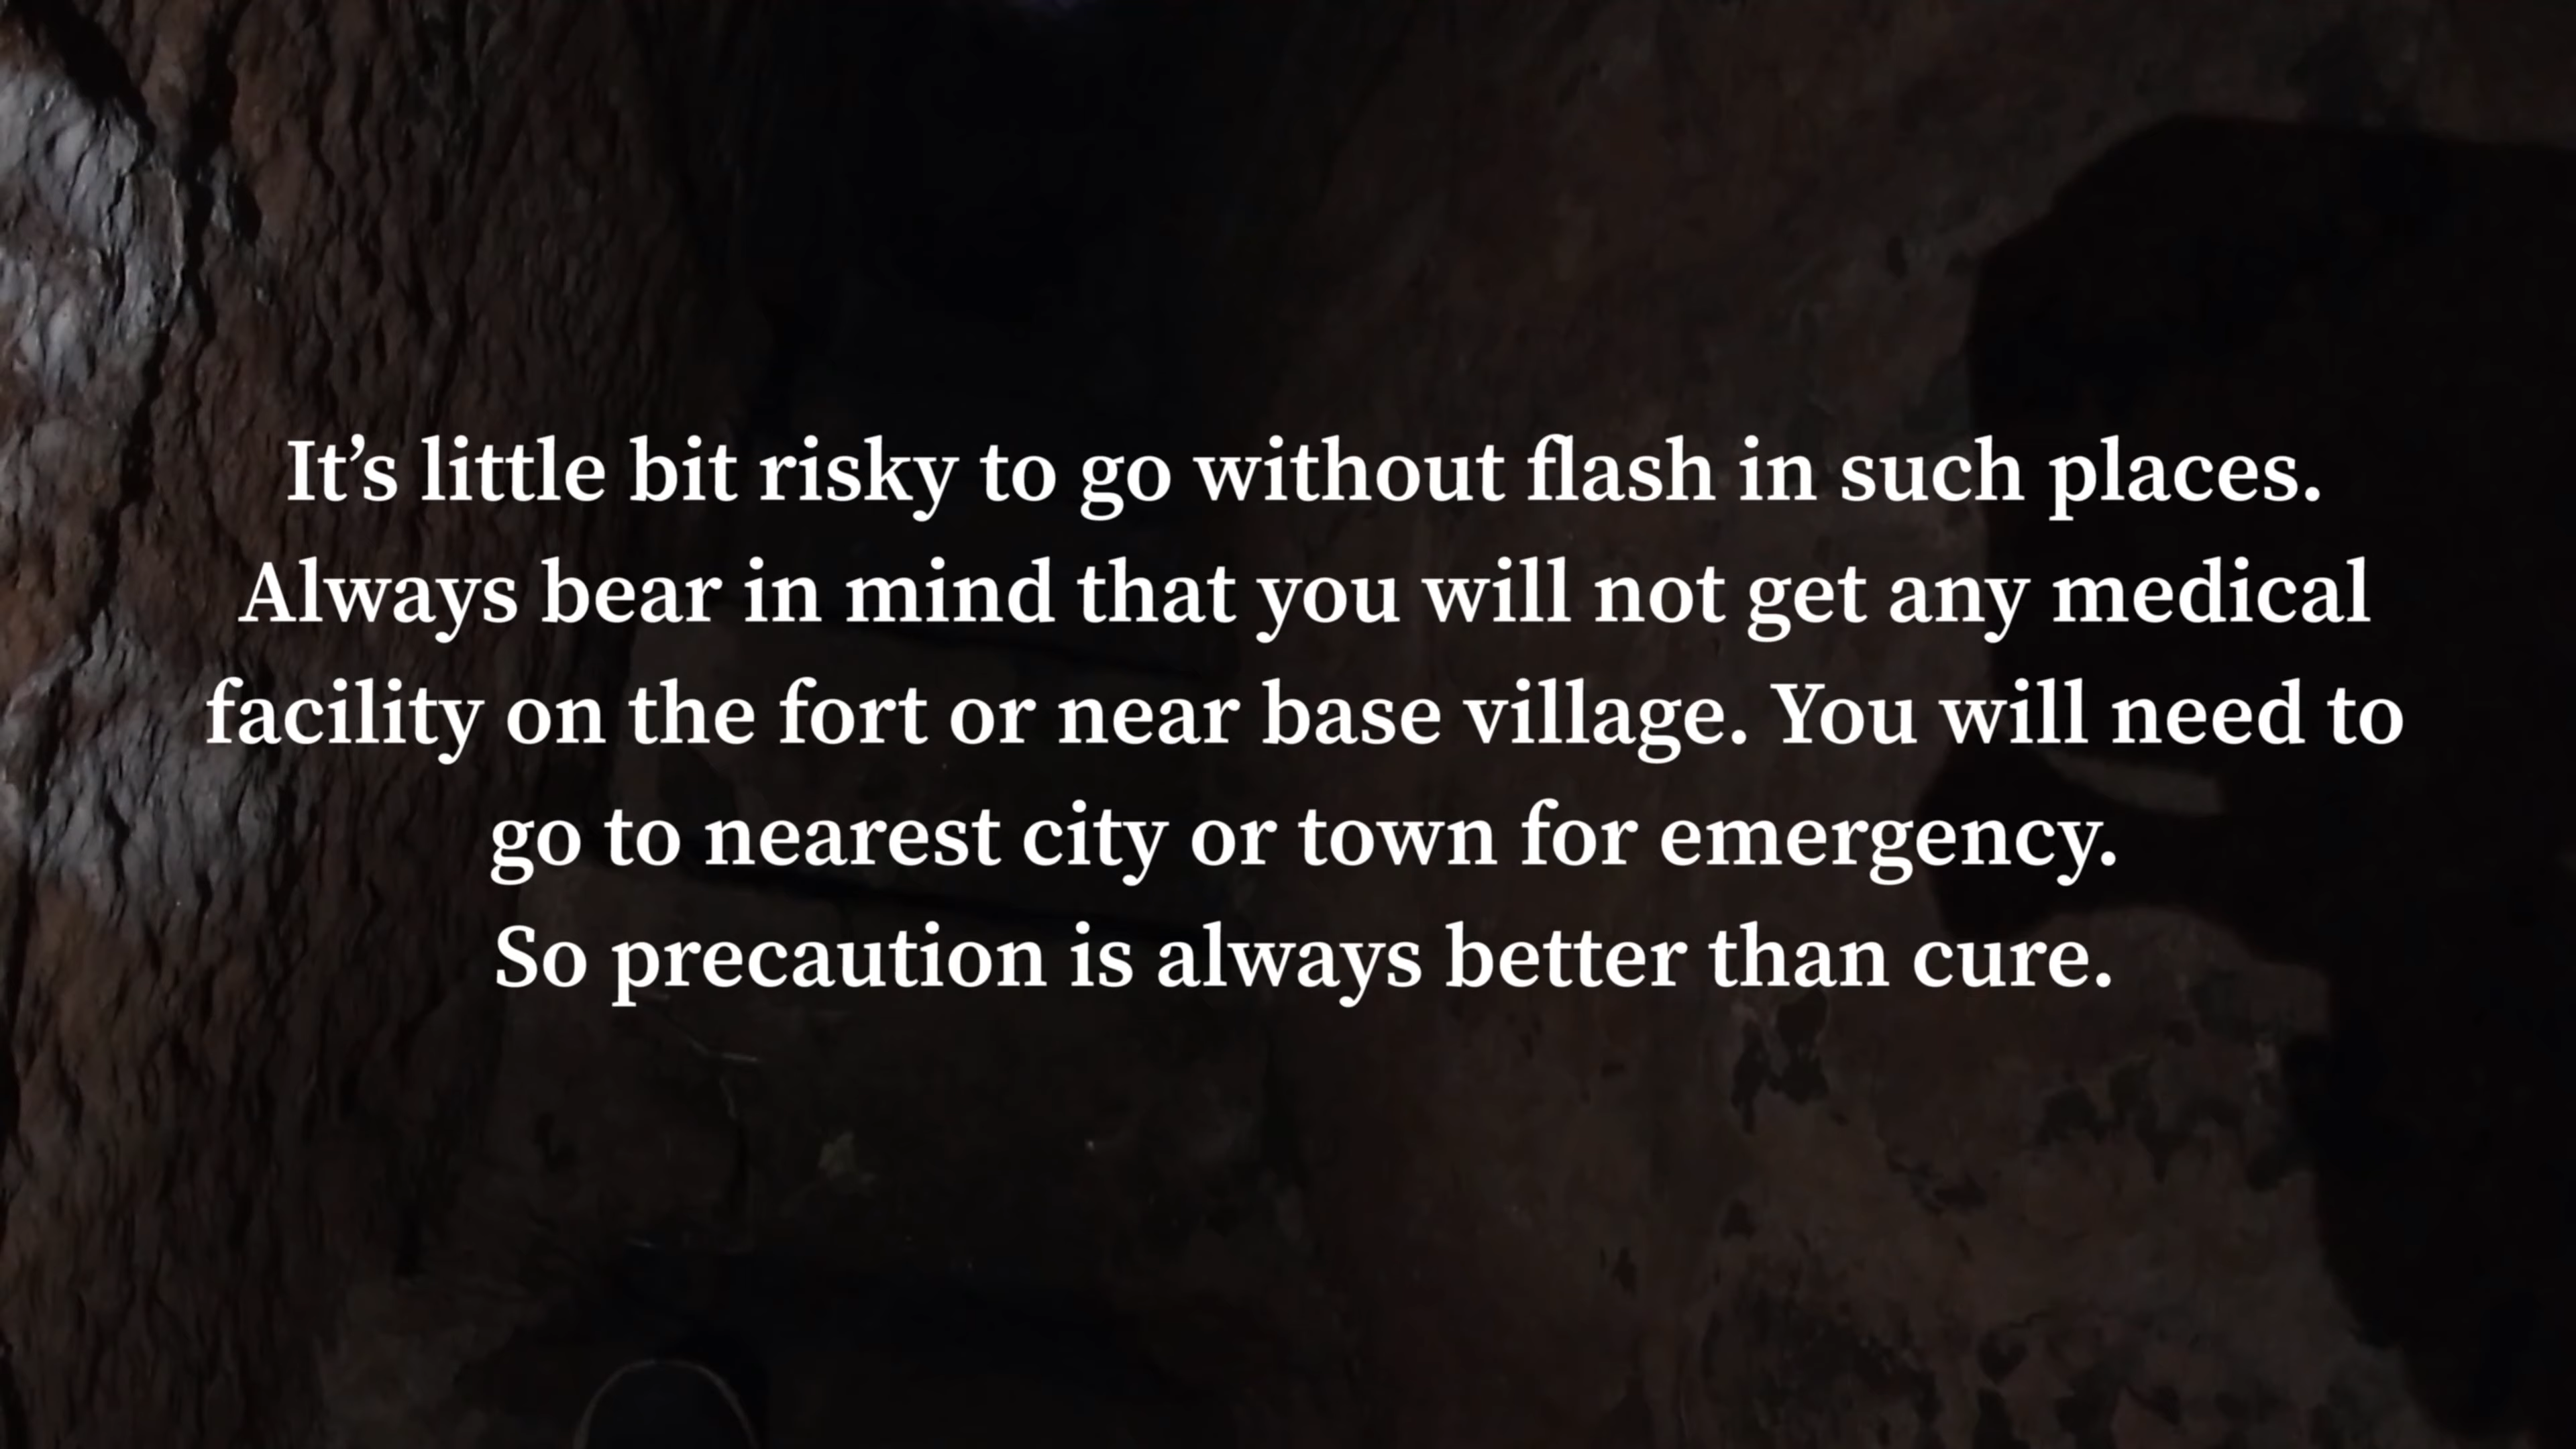 It’s little bit risky to go without flash in such places.
Always bear in mind that you will not get any medical
facility on the fort or near base village. You will need to
go to nearest city or town for emergency.
So precaution is always better than cure.